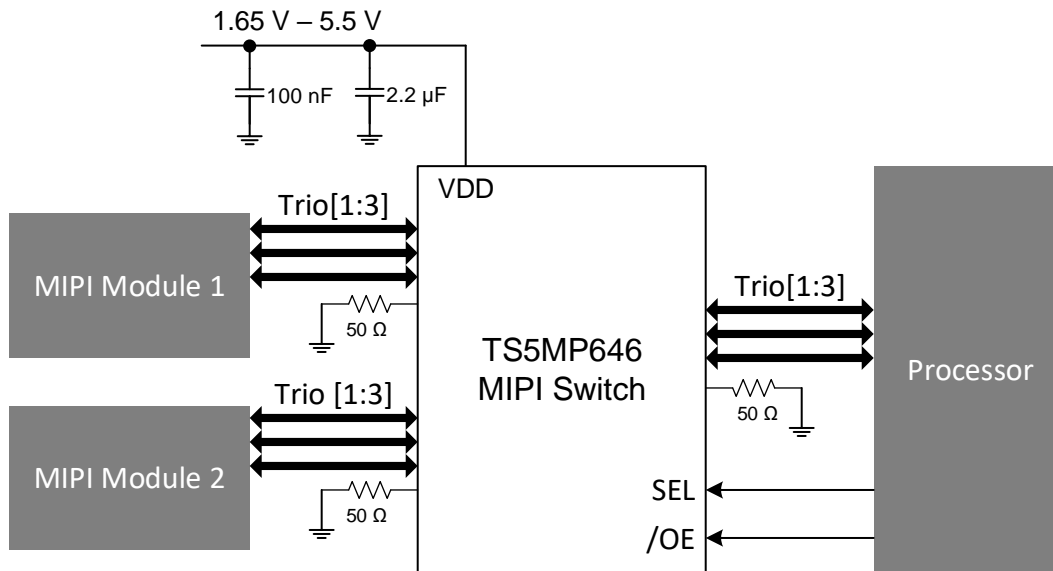 1.65 V – 5.5 V
100 nF
2.2 µF
VDD
Trio[1:3]
MIPI Module 1
50 Ω
Trio[1:3]
TS5MP646
MIPI Switch
Processor
50 Ω
Trio [1:3]
MIPI Module 2
50 Ω
SEL
/OE